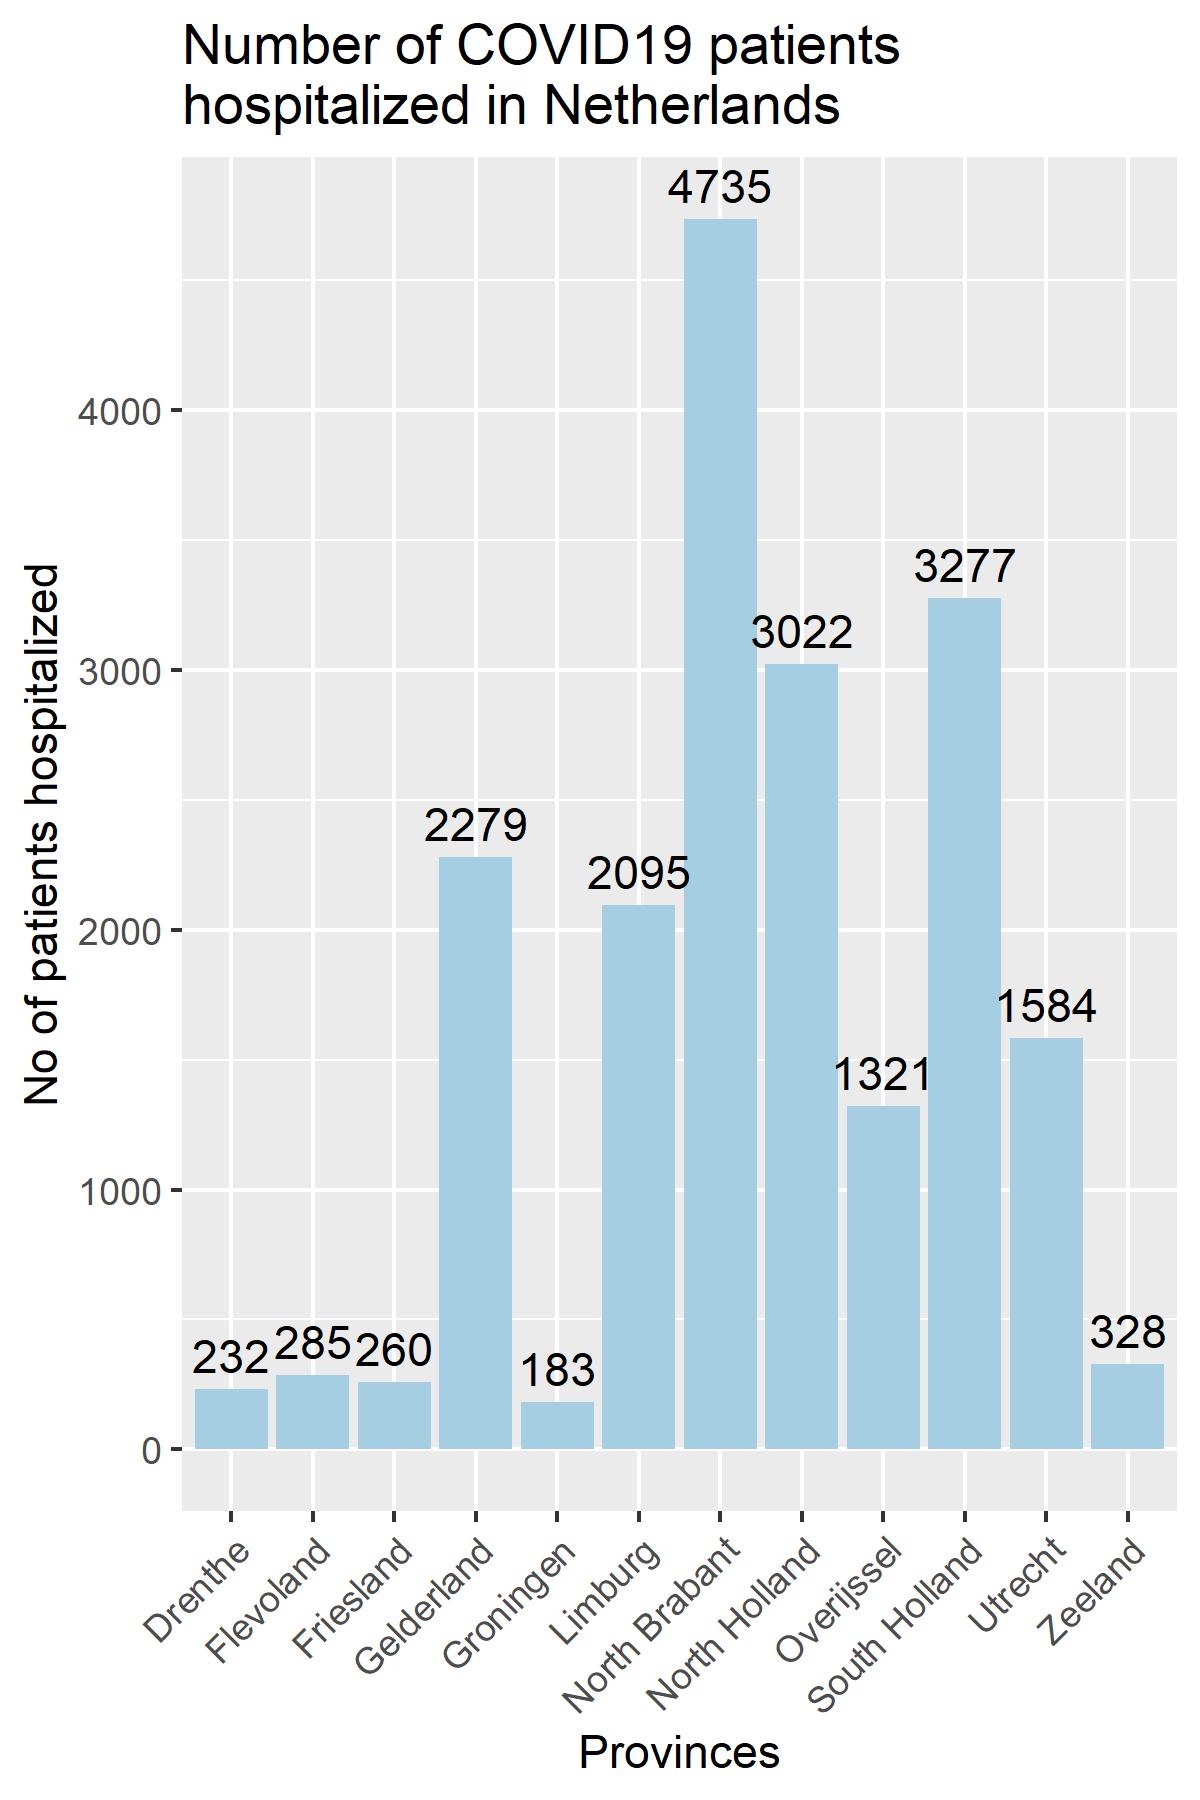 Number of COVID19 patients
hospitalized in Netherlands
No of patients hospitalized
4000
3000
2000
1000
0
232
285
260
2279
183
2095
4735
3022
1321
3277
1584
328
Drenthe
Flevoland
Friesland
Gelderland
Groningen
Limburg
North Brabant
North Holland
Overijssel
South Holland
Utrecht
Zeeland
Provinces